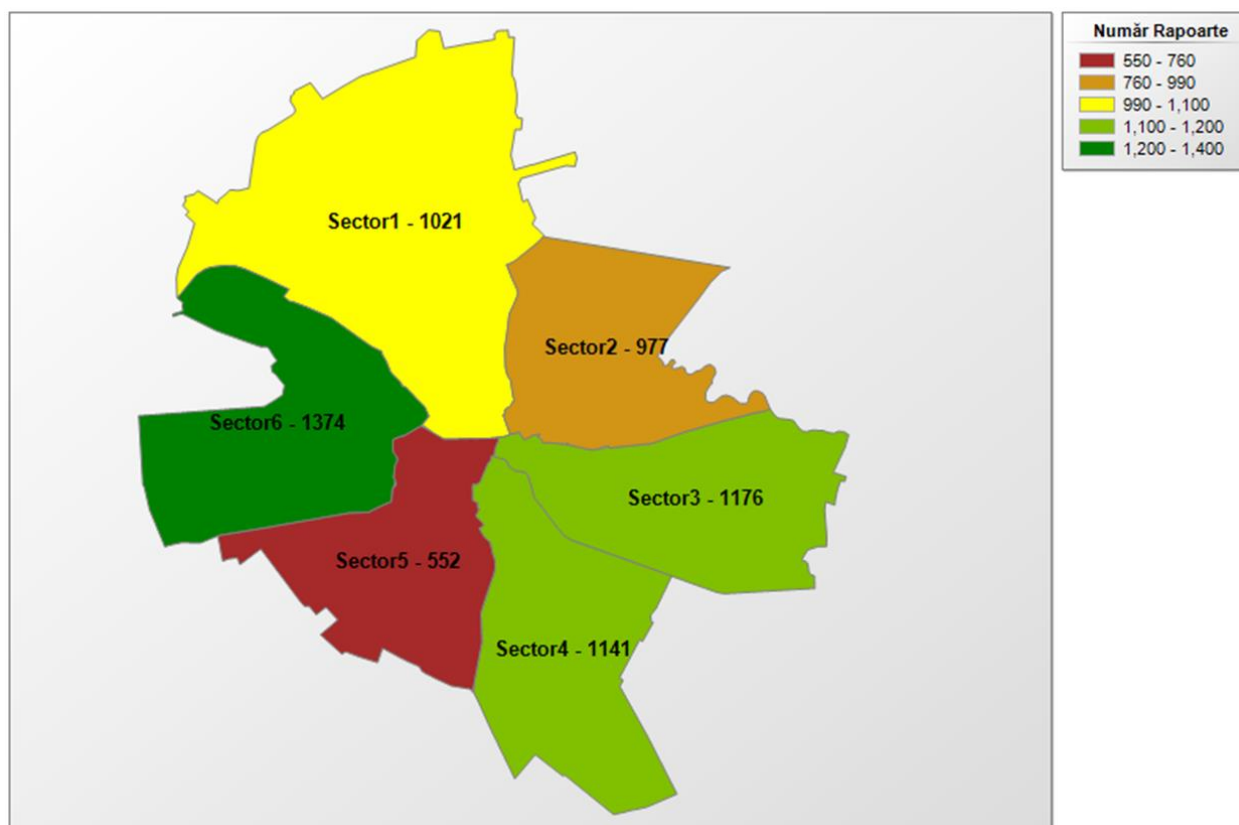 Număr Rapoarte
550 - 760
760 - 990
990 - 1,100
1,100 - 1,200
1,200 - 1,400
Sector1 - 1021
Sector2 - 977
Sector6 - 1374
Sector3 - 1176
Sector5 - 552
Sector4 - 1141